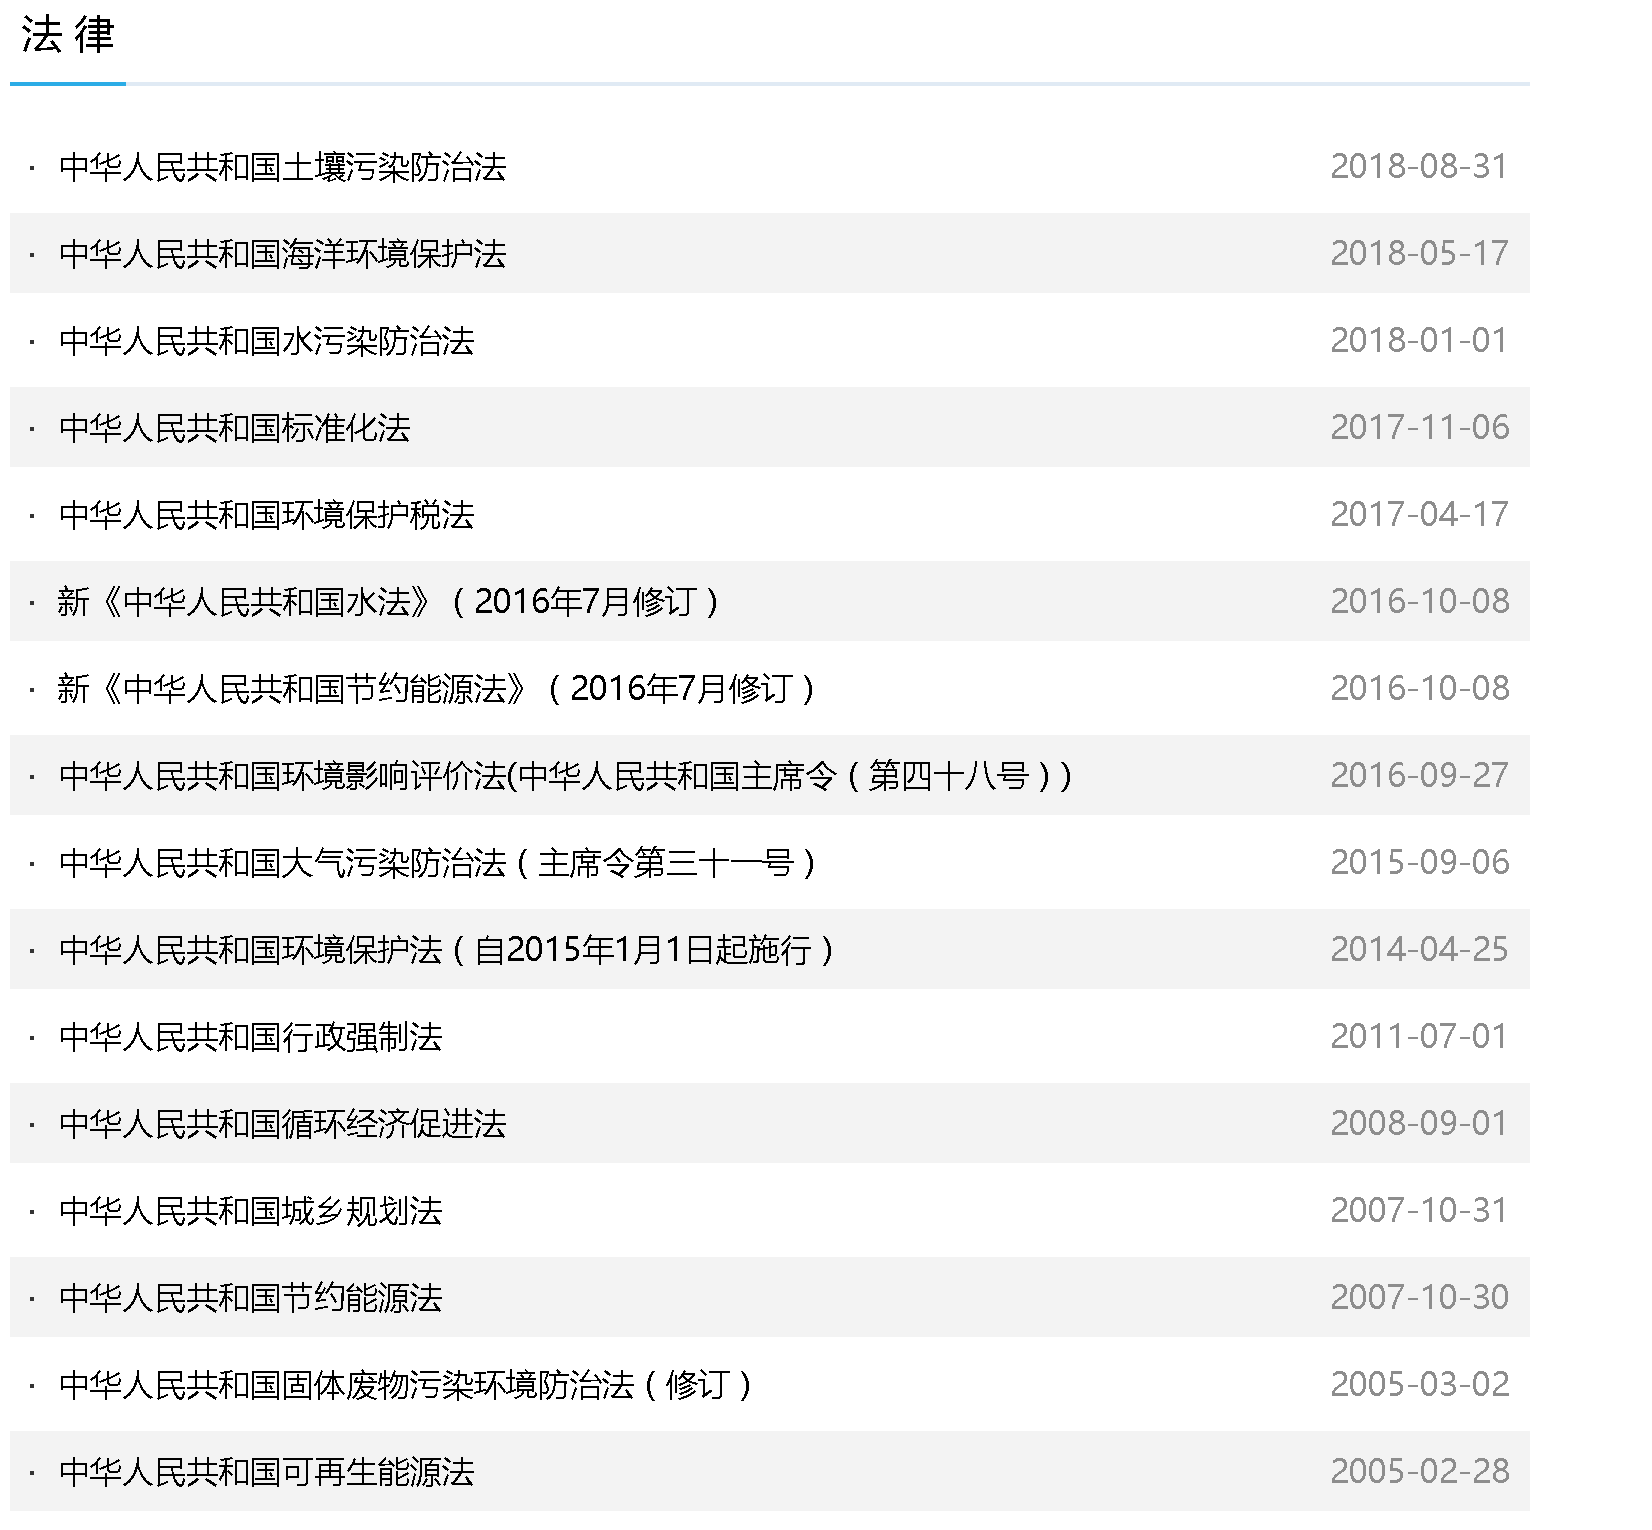 法 律
· 中华人民共和国土壤污染防治法 2018-08-31
· 中华人民共和国海洋环境保护法 2018-05-17
· 中华人民共和国水污染防治法 2018-01-01
· 中华人民共和国标准化法 2017-11-06
· 中华人民共和国环境保护税法 2017-04-17
· 新《中华人民共和国水法》（2016年7月修订） 2016-10-08
· 新《中华人民共和国节约能源法》（2016年7月修订） 2016-10-08
· 中华人民共和国环境影响评价法(中华人民共和国主席令（第四十八号）) 2016-09-27
· 中华人民共和国大气污染防治法（主席令第三十一号） 2015-09-06
· 中华人民共和国环境保护法（自2015年1月1日起施行） 2014-04-25
· 中华人民共和国行政强制法 2011-07-01
· 中华人民共和国循环经济促进法 2008-09-01
· 中华人民共和国城乡规划法 2007-10-31
· 中华人民共和国节约能源法 2007-10-30
· 中华人民共和国固体废物污染环境防治法（修订） 2005-03-02
· 中华人民共和国可再生能源法 2005-02-28